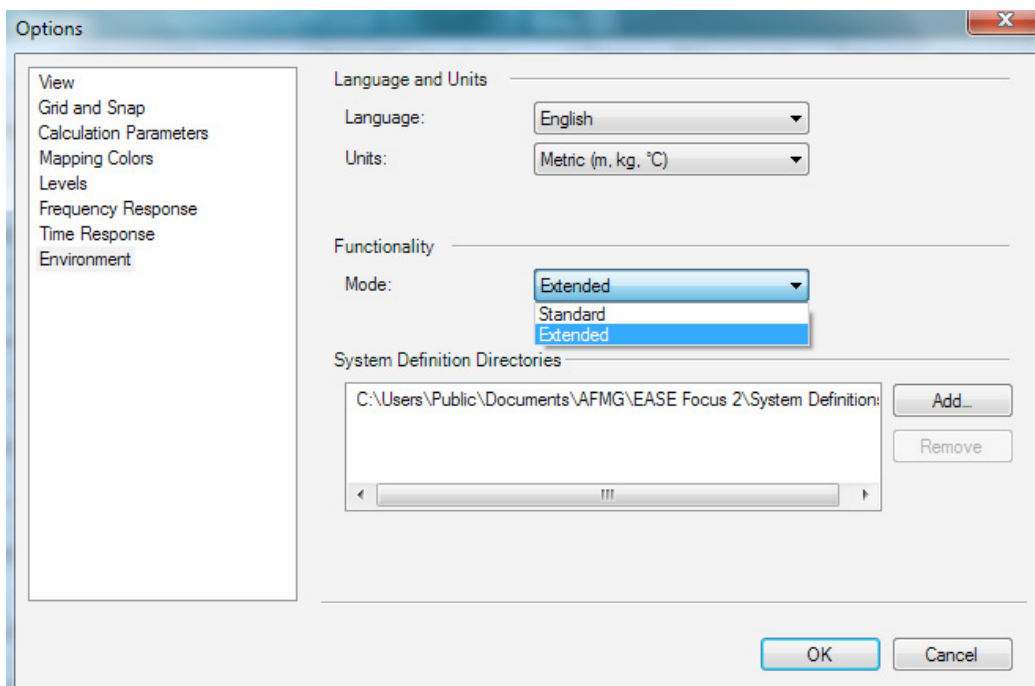 Options
x
View
Grid and Snap
Calculation Parameters
Mapping Colors
Levels
Frequency Response
Time Response
Environment
Language and Units
Language: English
Units: Metric (m, kg, °C)
Functionality
Mode: Extended
Standard
Extended
System Definition Directories
C:\Users\Public\Documents\AFMG\EASE Focus 2\System Definition:
Add...
Remove
OK Cancel